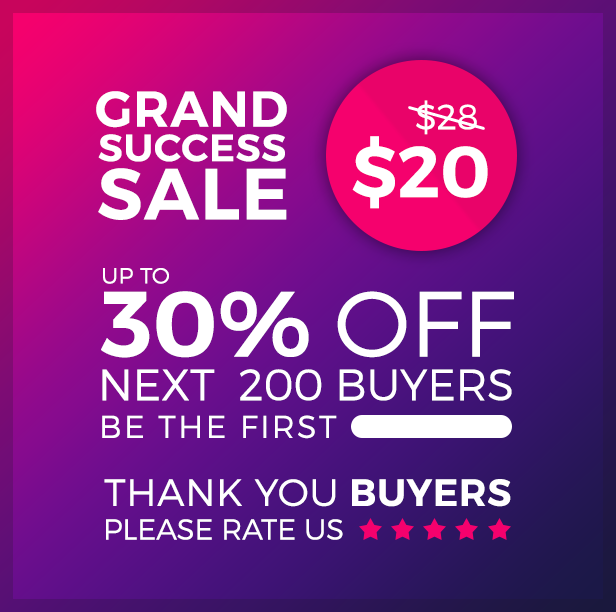 GRAND
SUCCESS
SALE
$28
$20
UP TO
30% OFF
NEXT 200 BUYERS
BE THE FIRST
THANK YOU BUYERS
PLEASE RATE US